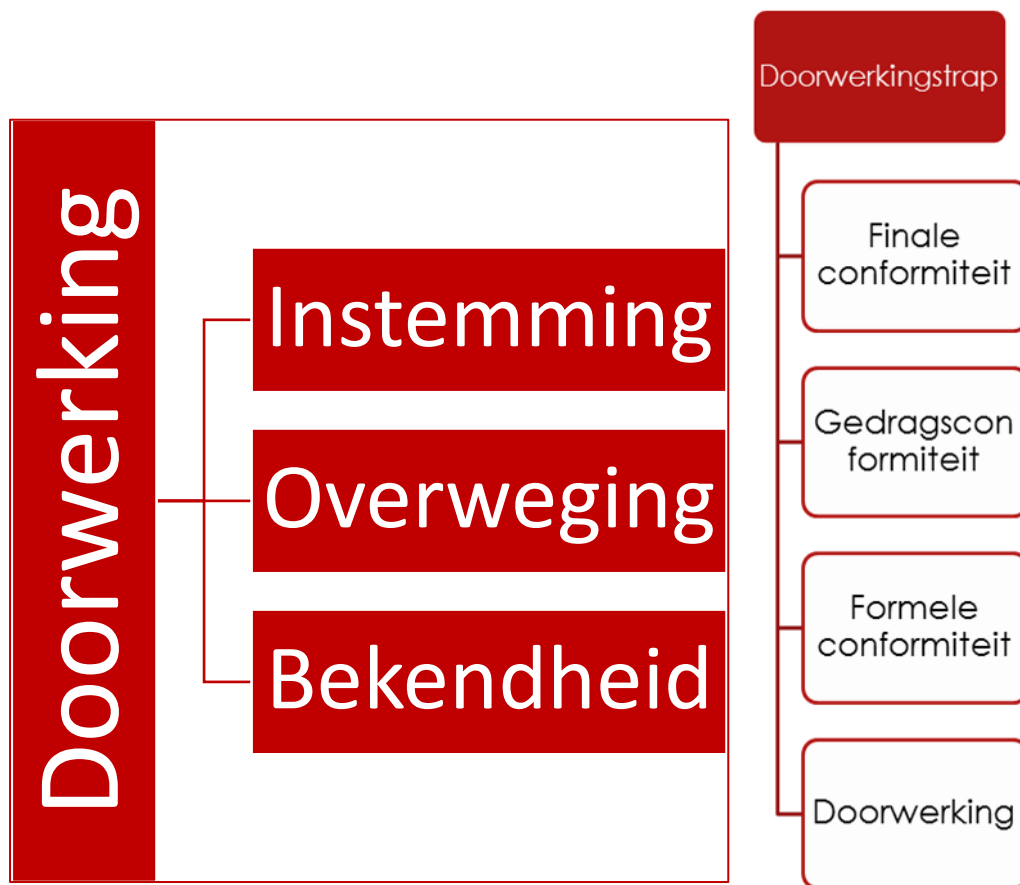 Doorwerking
Instemming
Overweging
Bekendheid
Doorwerkingstrap
Finale
conformiteit
Gedragscon
formiteit
Formele
conformiteit
Doorwerking